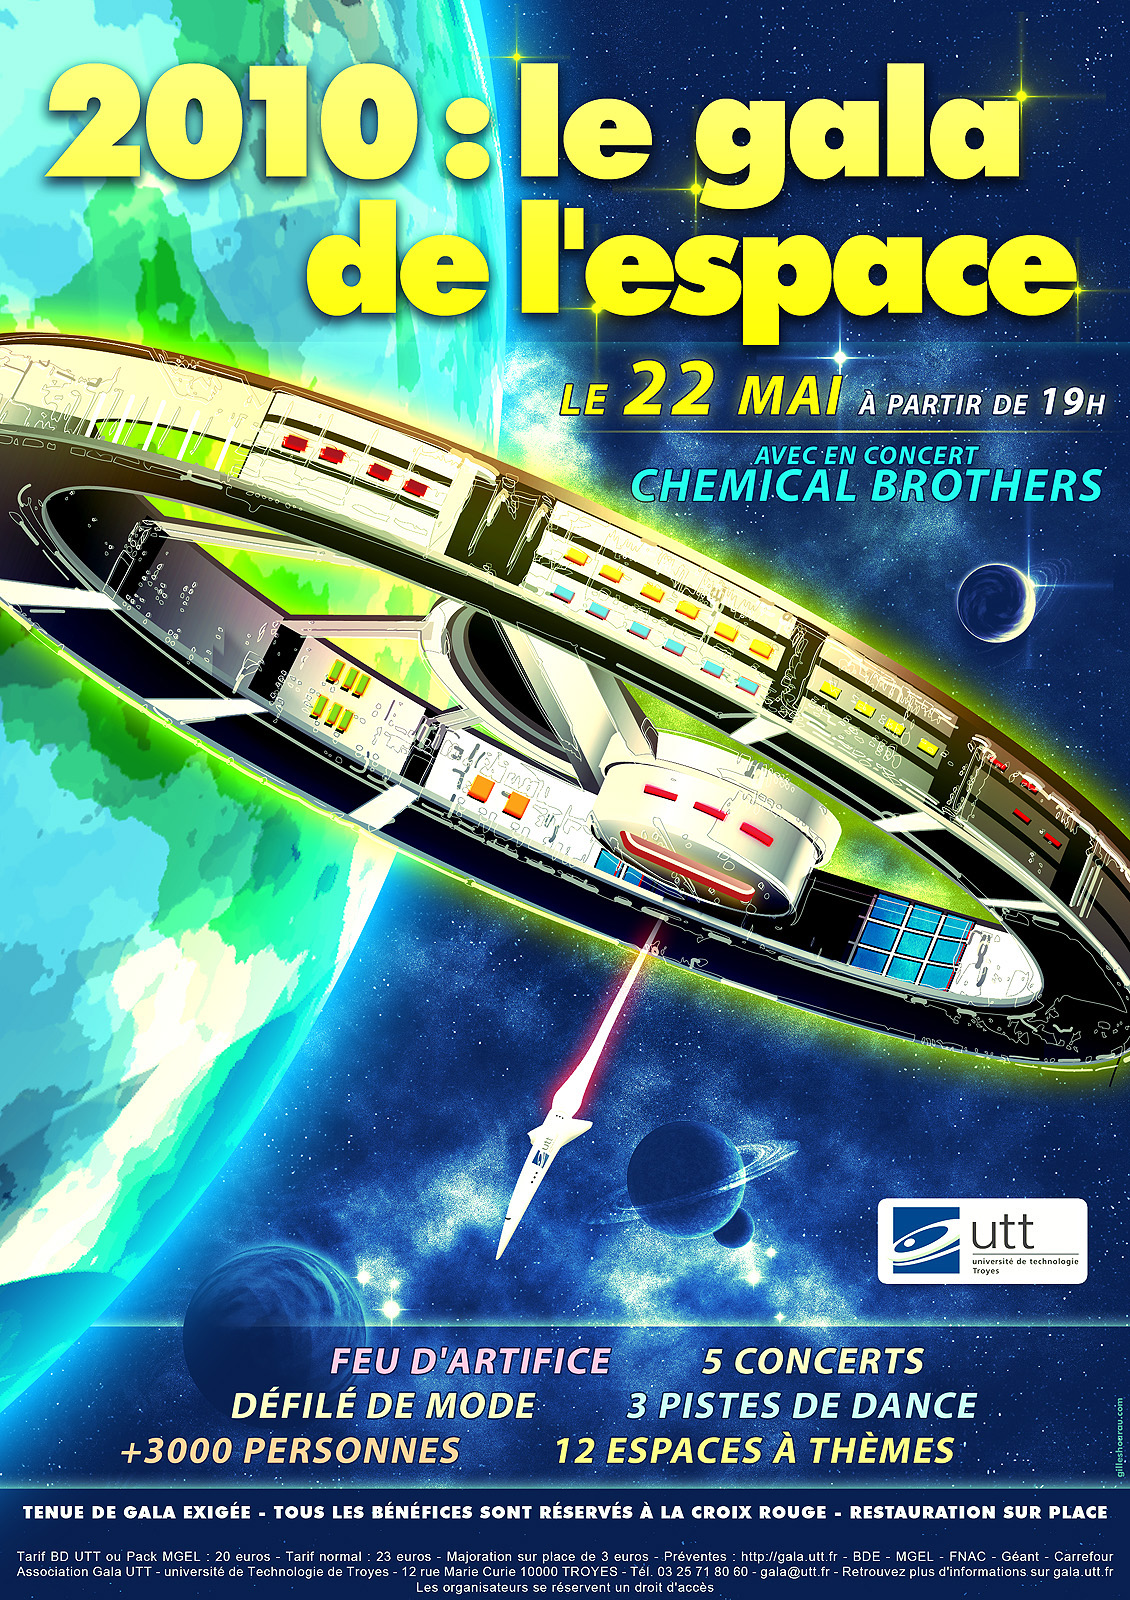 2010 : le gala
de l'espace
LE 22 MAI À PARTIR DE 19H
AVEC EN CONCERT
CHEMICAL BROTHERS
utt
utt
université de technologie
Troyes
FEU D'ARTIFICE 5 CONCERTS
DÉFILÉ DE MODE 3 PISTES DE DANCE
+3000 PERSONNES 12 ESPACES À THÈMES
gilleshoarau.com
TENUE DE GALA EXIGÉE - TOUS LES BÉNÉFICES SONT RÉSERVÉS À LA CROIX ROUGE - RESTAURATION SUR PLACE
Tarif BD UTT ou Pack MGEL : 20 euros - Tarif normal : 23 euros - Majoration sur place de 3 euros - Préventes : http://gala.utt.fr - BDE - MGEL - FNAC - Géant - Carrefour
Association Gala UTT - université de Technologie de Troyes - 12 rue Marie Curie 10000 TROYES - Tél. 03 25 71 80 60 - gala@utt.fr - Retrouvez plus d'informations sur gala.utt.fr
Les organisateurs se réservent un droit d'accès